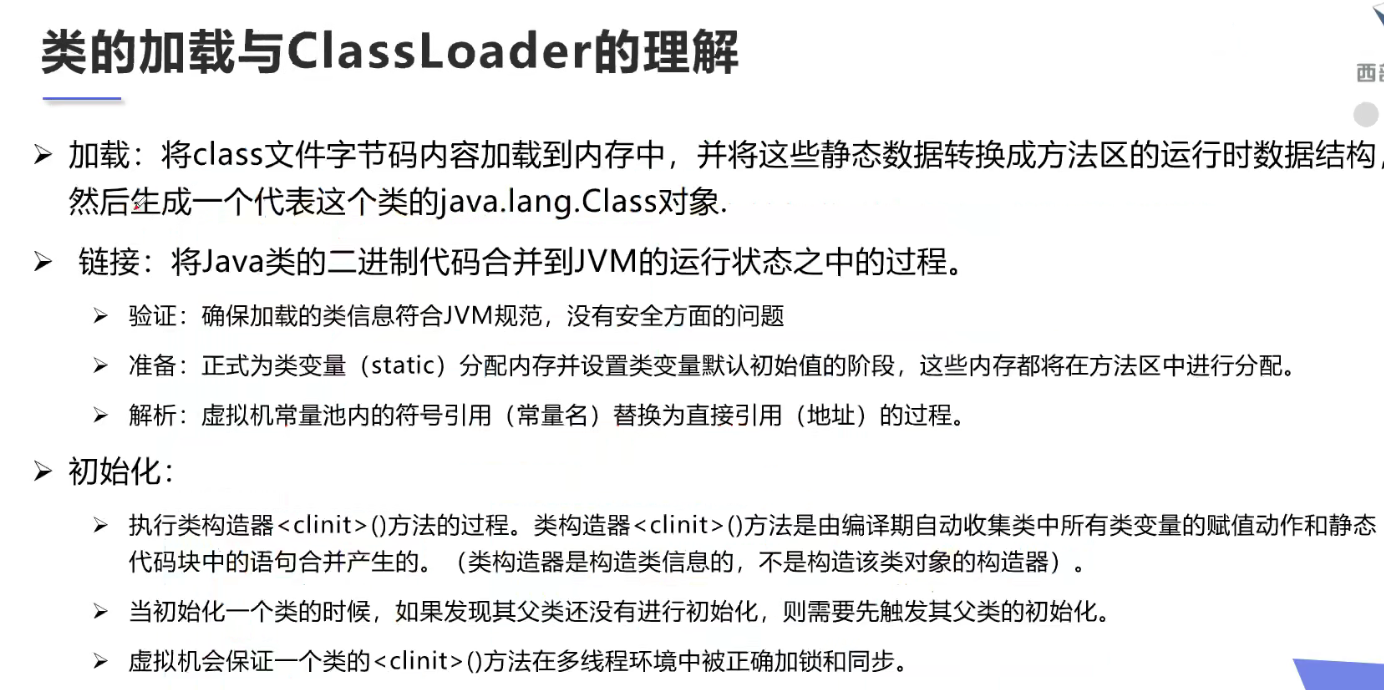 类的加载与ClassLoader的理解
西部
加载：将class文件字节码内容加载到内存中，并将这些静态数据转换成方法区的运行时数据结构，
然后生成一个代表这个类的java.lang.Class对象.
链接：将Java类的二进制代码合并到JVM的运行状态之中的过程。
验证：确保加载的类信息符合JVM规范，没有安全方面的问题
准备：正式为类变量（static）分配内存并设置类变量默认初始值的阶段，这些内存都将在方法区中进行分配。
解析：虚拟机常量池内的符号引用（常量名）替换为直接引用（地址）的过程。
初始化：
执行类构造器<clinit>()方法的过程。类构造器<clinit>()方法是由编译期自动收集类中所有类变量的赋值动作和静态
代码块中的语句合并产生的。（类构造器是构造类信息的，不是构造该类对象的构造器）。
当初始化一个类的时候，如果发现其父类还没有进行初始化，则需要先触发其父类的初始化。
虚拟机会保证一个类的<clinit>()方法在多线程环境中被正确加锁和同步。